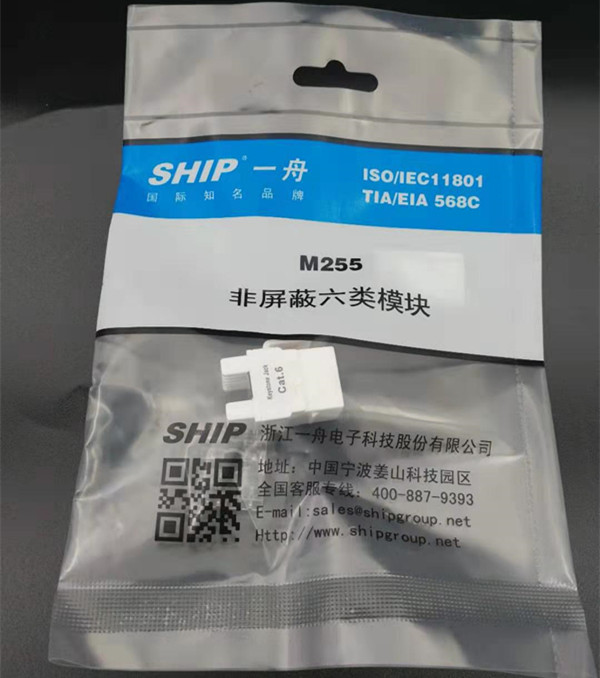 SHIP® 一舟
国际知名品牌
ISO/IEC11801
TIA/EIA 568C
M255
非屏蔽六类模块
Keystone Jack
Cat.6
SHIP 浙江一舟电子科技股份有限公司
地址：中国宁波姜山科技园区
全国客服专线：400-887-9393
E-mail:sales@shipgroup.net
Http://www.shipgroup.net